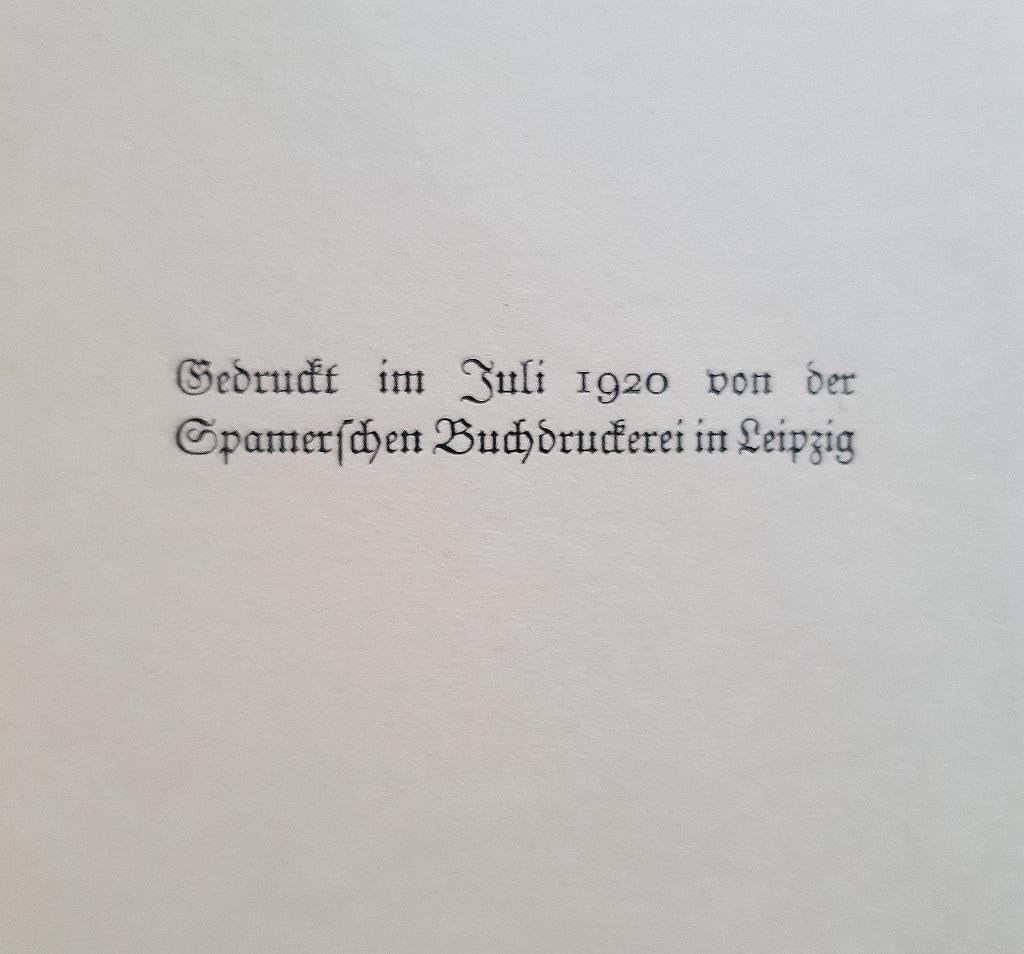 Gedruckt im Juli 1920 von der
Spamerſchen Buchdruckerei in Leipzig